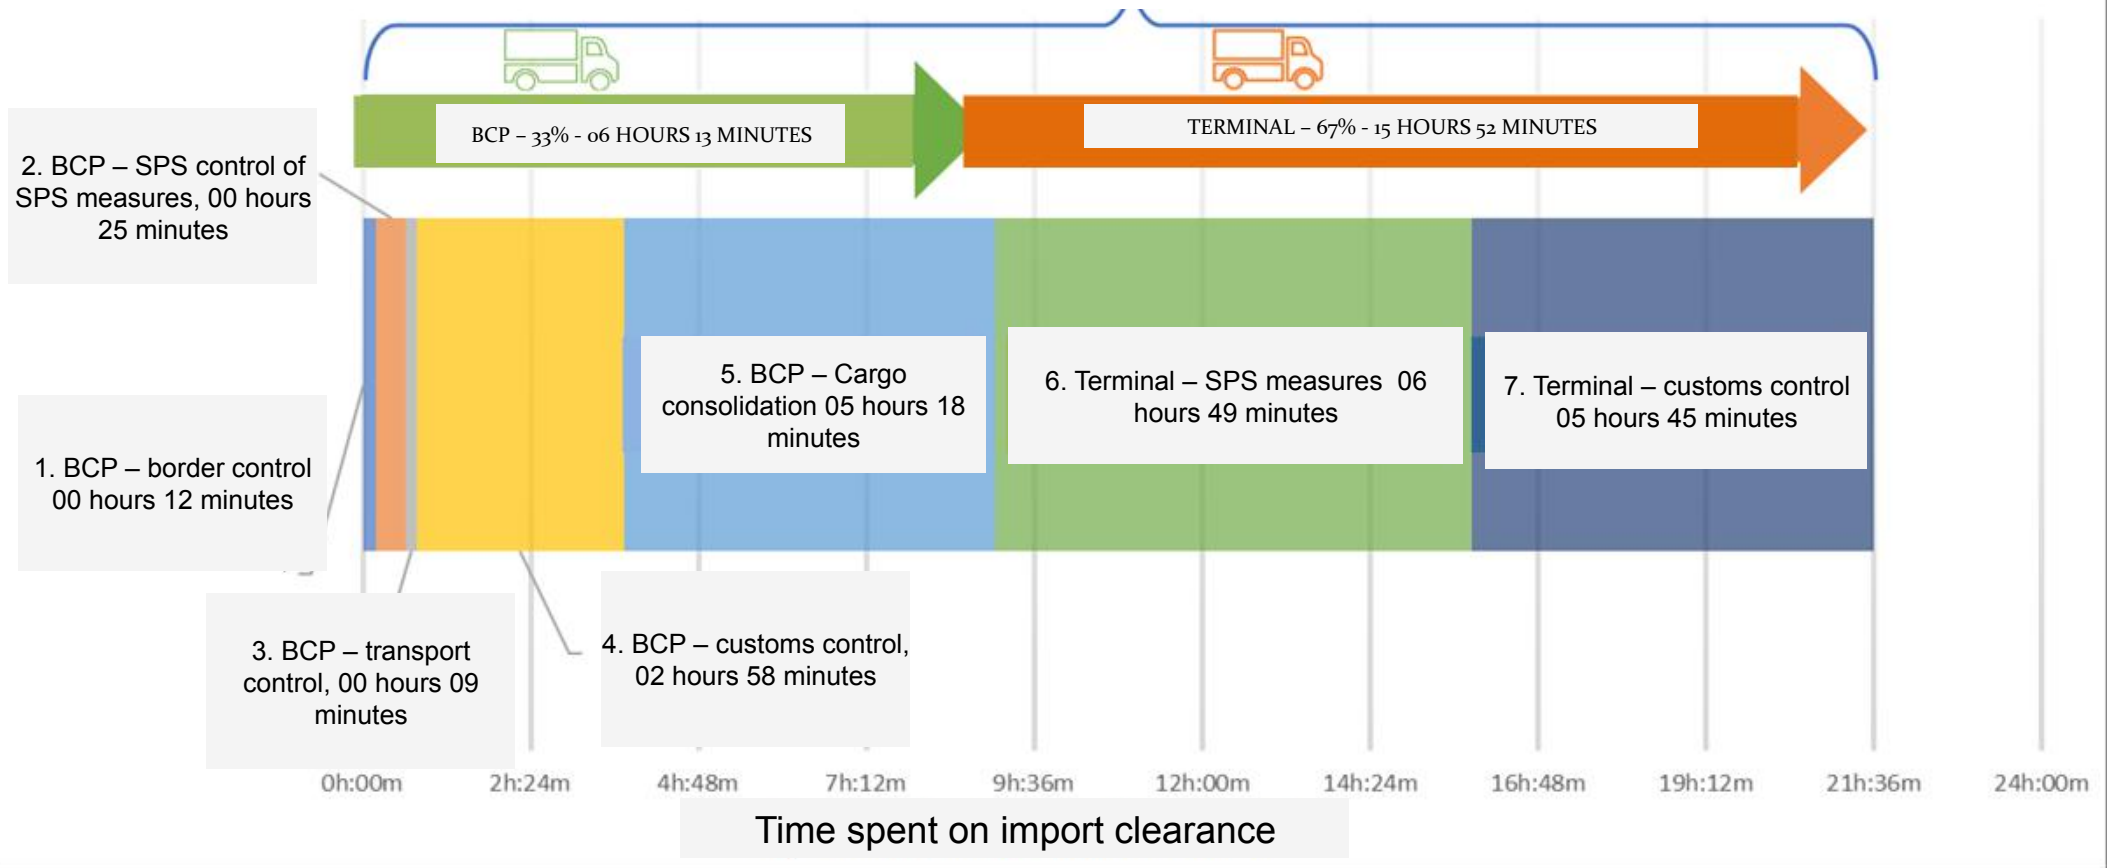 BCP – 33% - 06 HOURS 13 MINUTES
TERMINAL – 67% - 15 HOURS 52 MINUTES
2. BCP – SPS control of
SPS measures, 00 hours
25 minutes
1. BCP – border control
00 hours 12 minutes
3. BCP – transport
control, 00 hours 09
minutes
4. BCP – customs control,
02 hours 58 minutes
5. BCP – Cargo
consolidation 05 hours 18
minutes
6. Terminal – SPS measures 06
hours 49 minutes
7. Terminal – customs control
05 hours 45 minutes
0h:00m 2h:24m 4h:48m 7h:12m 9h:36m 12h:00m 14h:24m 16h:48m 19h:12m 21h:36m 24h:00m
Time spent on import clearance